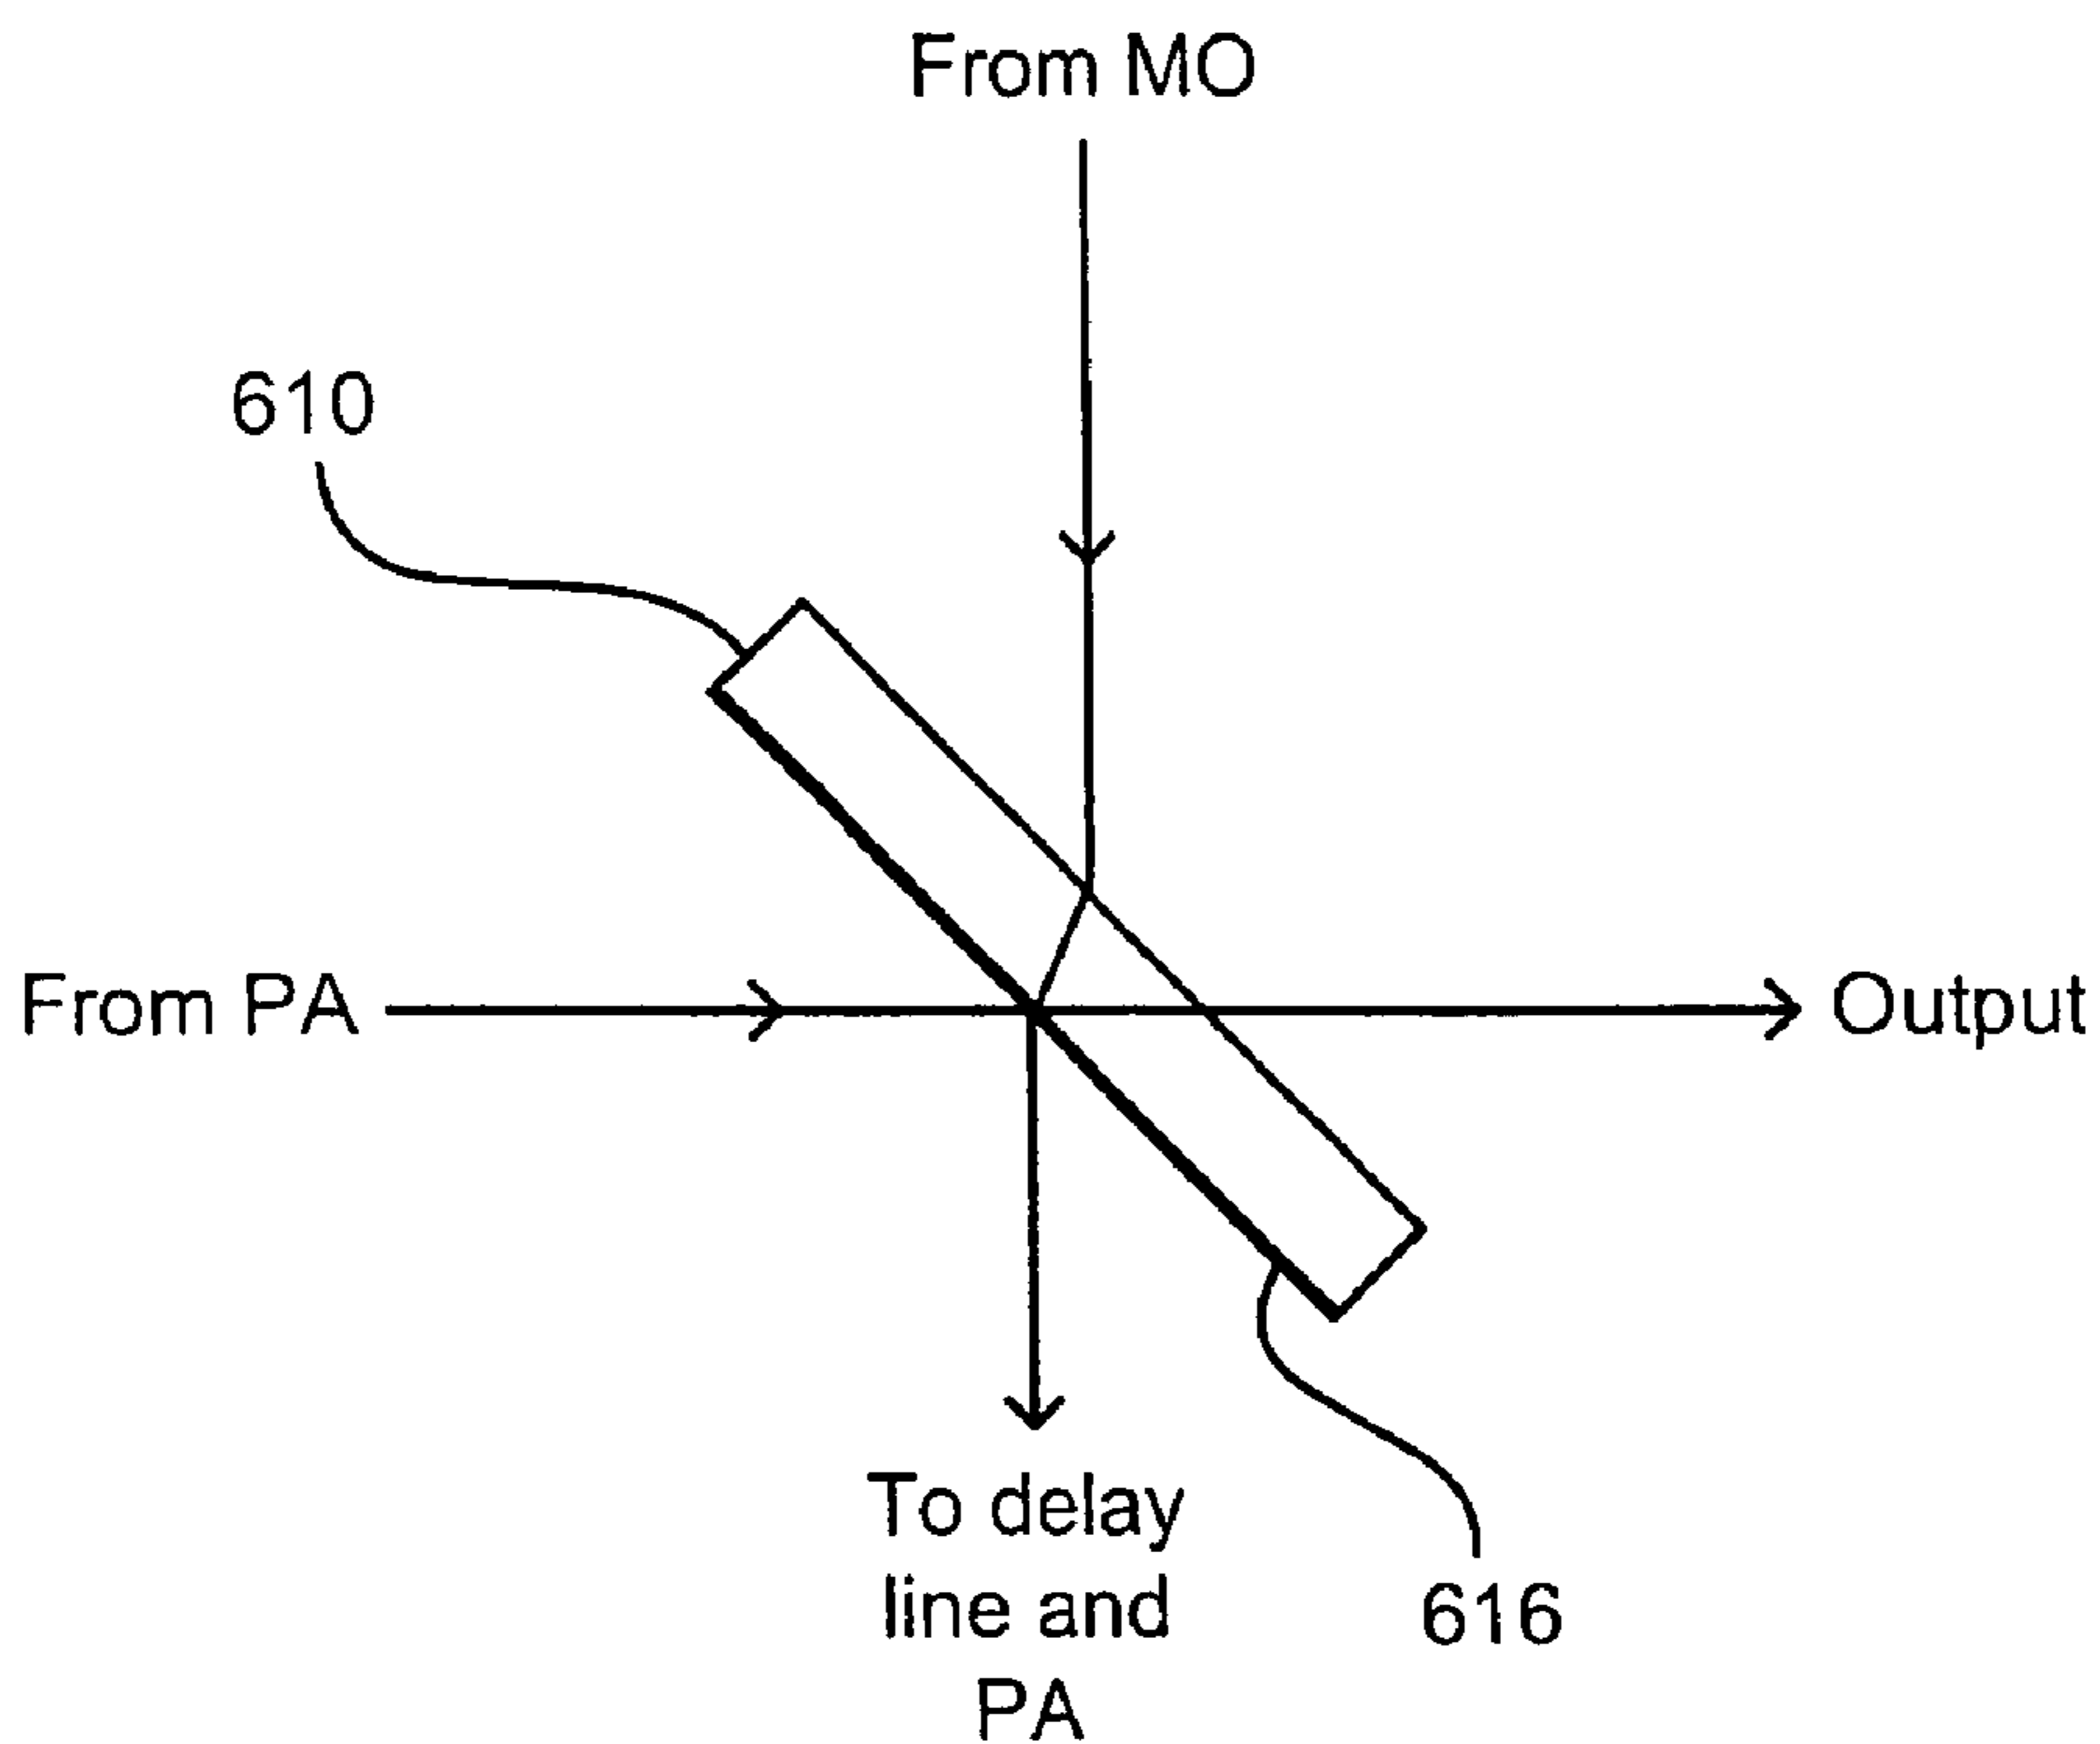 From MO
610
From PA
Output
To delay
line and
PA
616